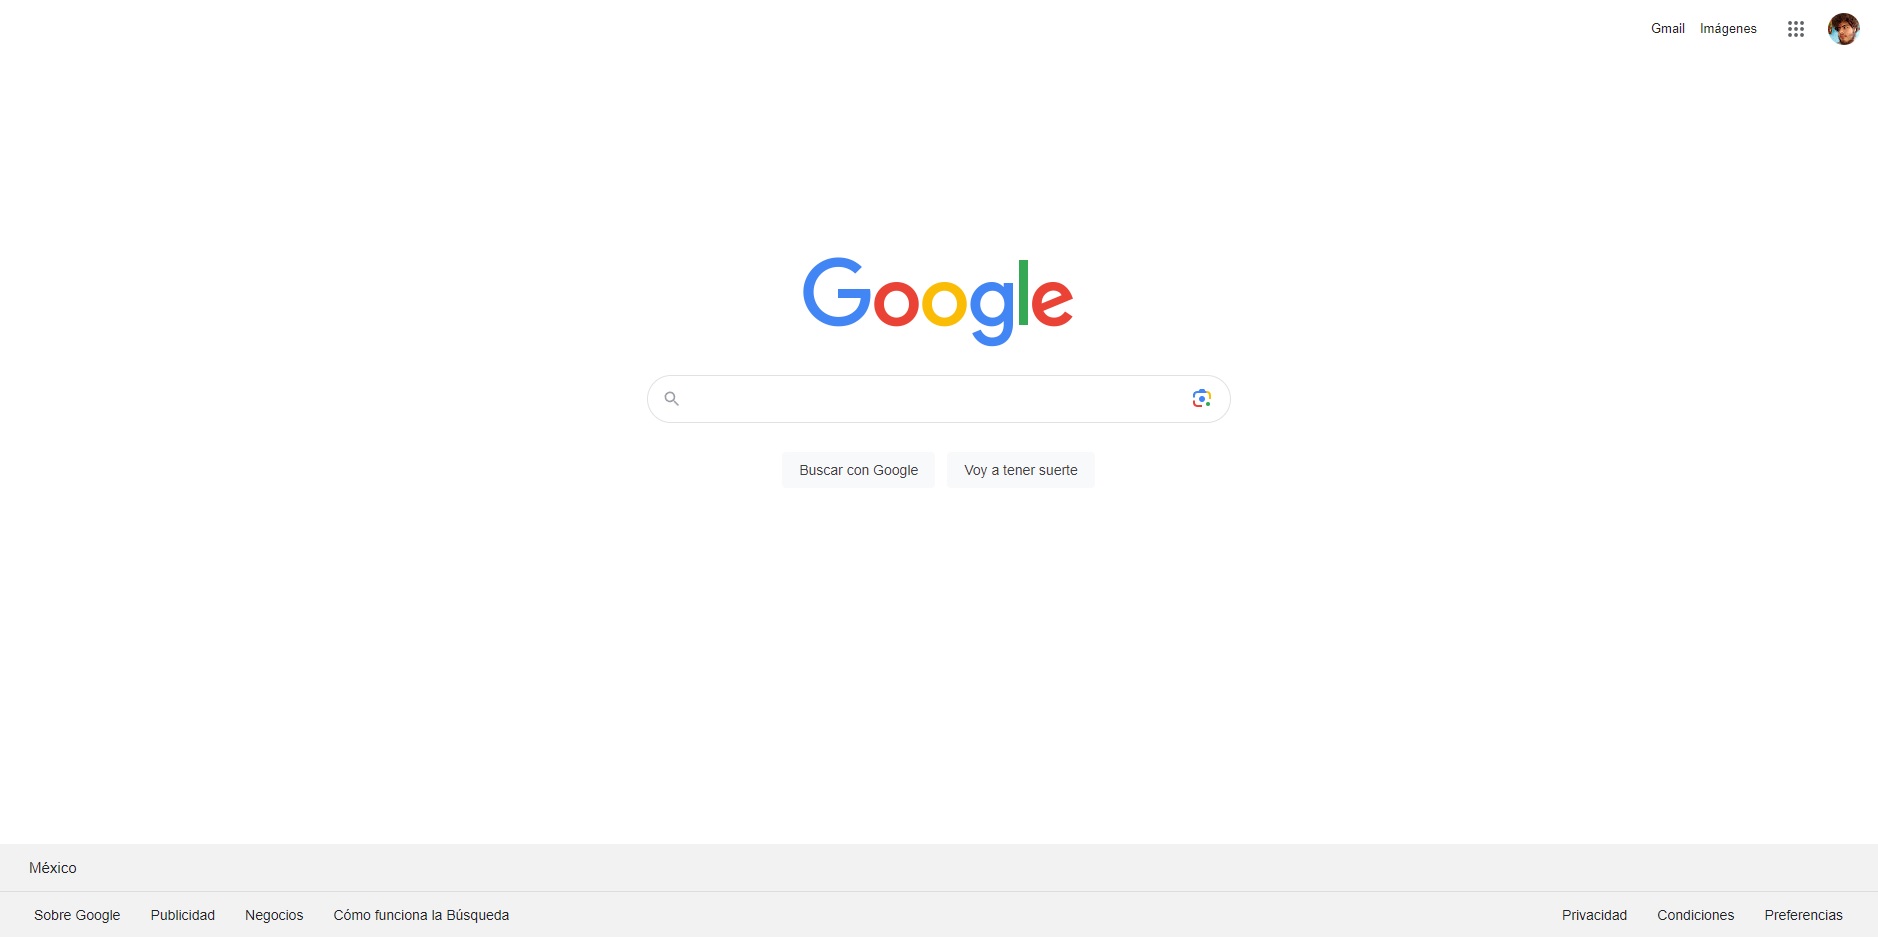 Gmail Imágenes
Google
Buscar con Google Voy a tener suerte
México
Sobre Google Publicidad Negocios Cómo funciona la Búsqueda Privacidad Condiciones Preferencias